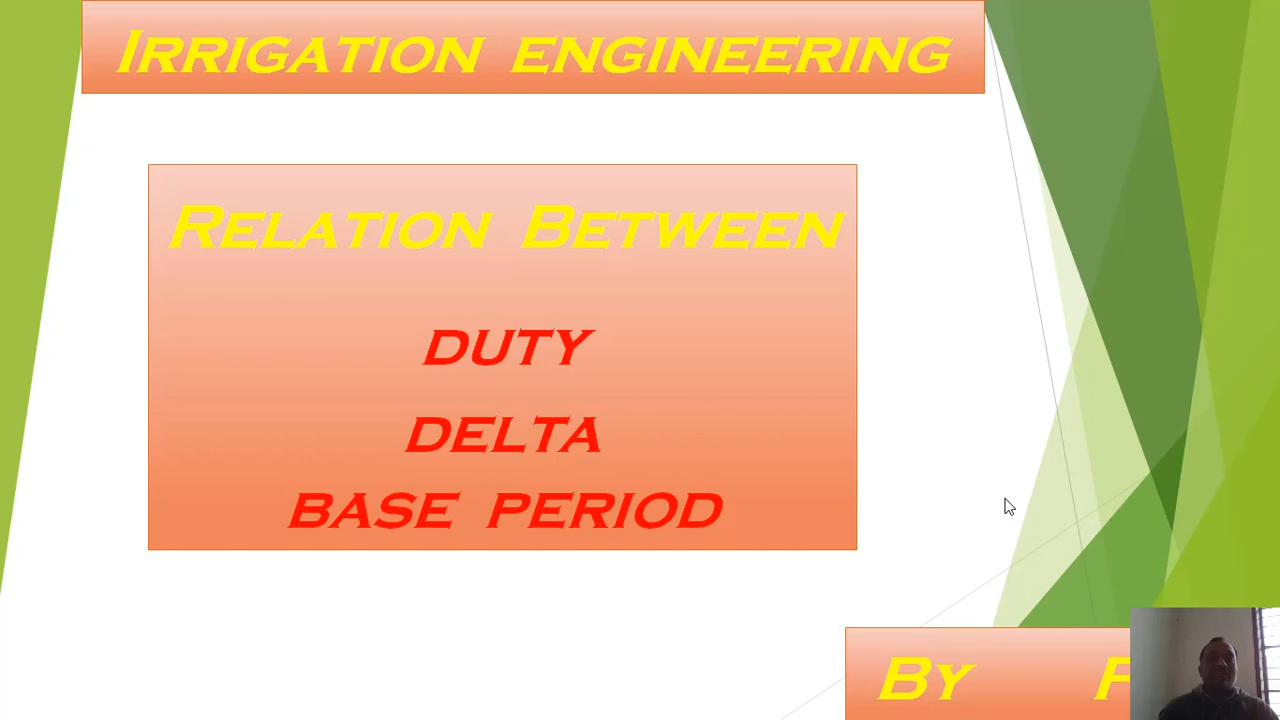 IRRIGATION ENGINEERING
RELATION BETWEEN
DUTY
DELTA
BASE PERIOD
BY